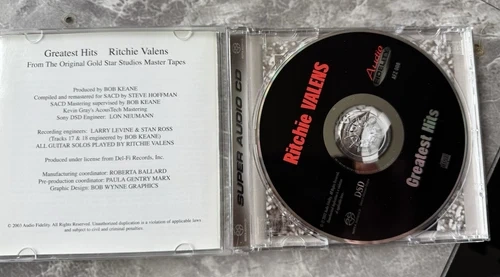 Greatest Hits Ritchie Valens
From The Original Gold Star Studios Master Tapes
Produced by BOB KEANE
Compiled and remastered for SACD by STEVE HOFFMAN
SACD Mastering supervised by BOB KEANE
Kevin Gray's AcousTech Mastering
Sony DSD Engineer: LON NEUMANN
Recording engineers: LARRY LEVINE & STAN ROSS
(Tracks 17 & 18 engineered by BOB KEANE)
ALL GUITAR SOLOS PLAYED BY RITCHIE VALENS
Produced under license from Del-Fi Records, Inc.
Manufacturing coordinator: ROBERTA BALLARD
Pre-production coordinator: PAULA GENTRY MARX
Graphic Design: BOB WYNNE GRAPHICS
© 2003 Audio Fidelity. All Rights Reserved. Unauthorized duplication is a violation of applicable laws
and subject to civil and criminal penalties.
SUPER AUDIO CD
Ritchie VALENS
Greatest Hits
Audio
DSD